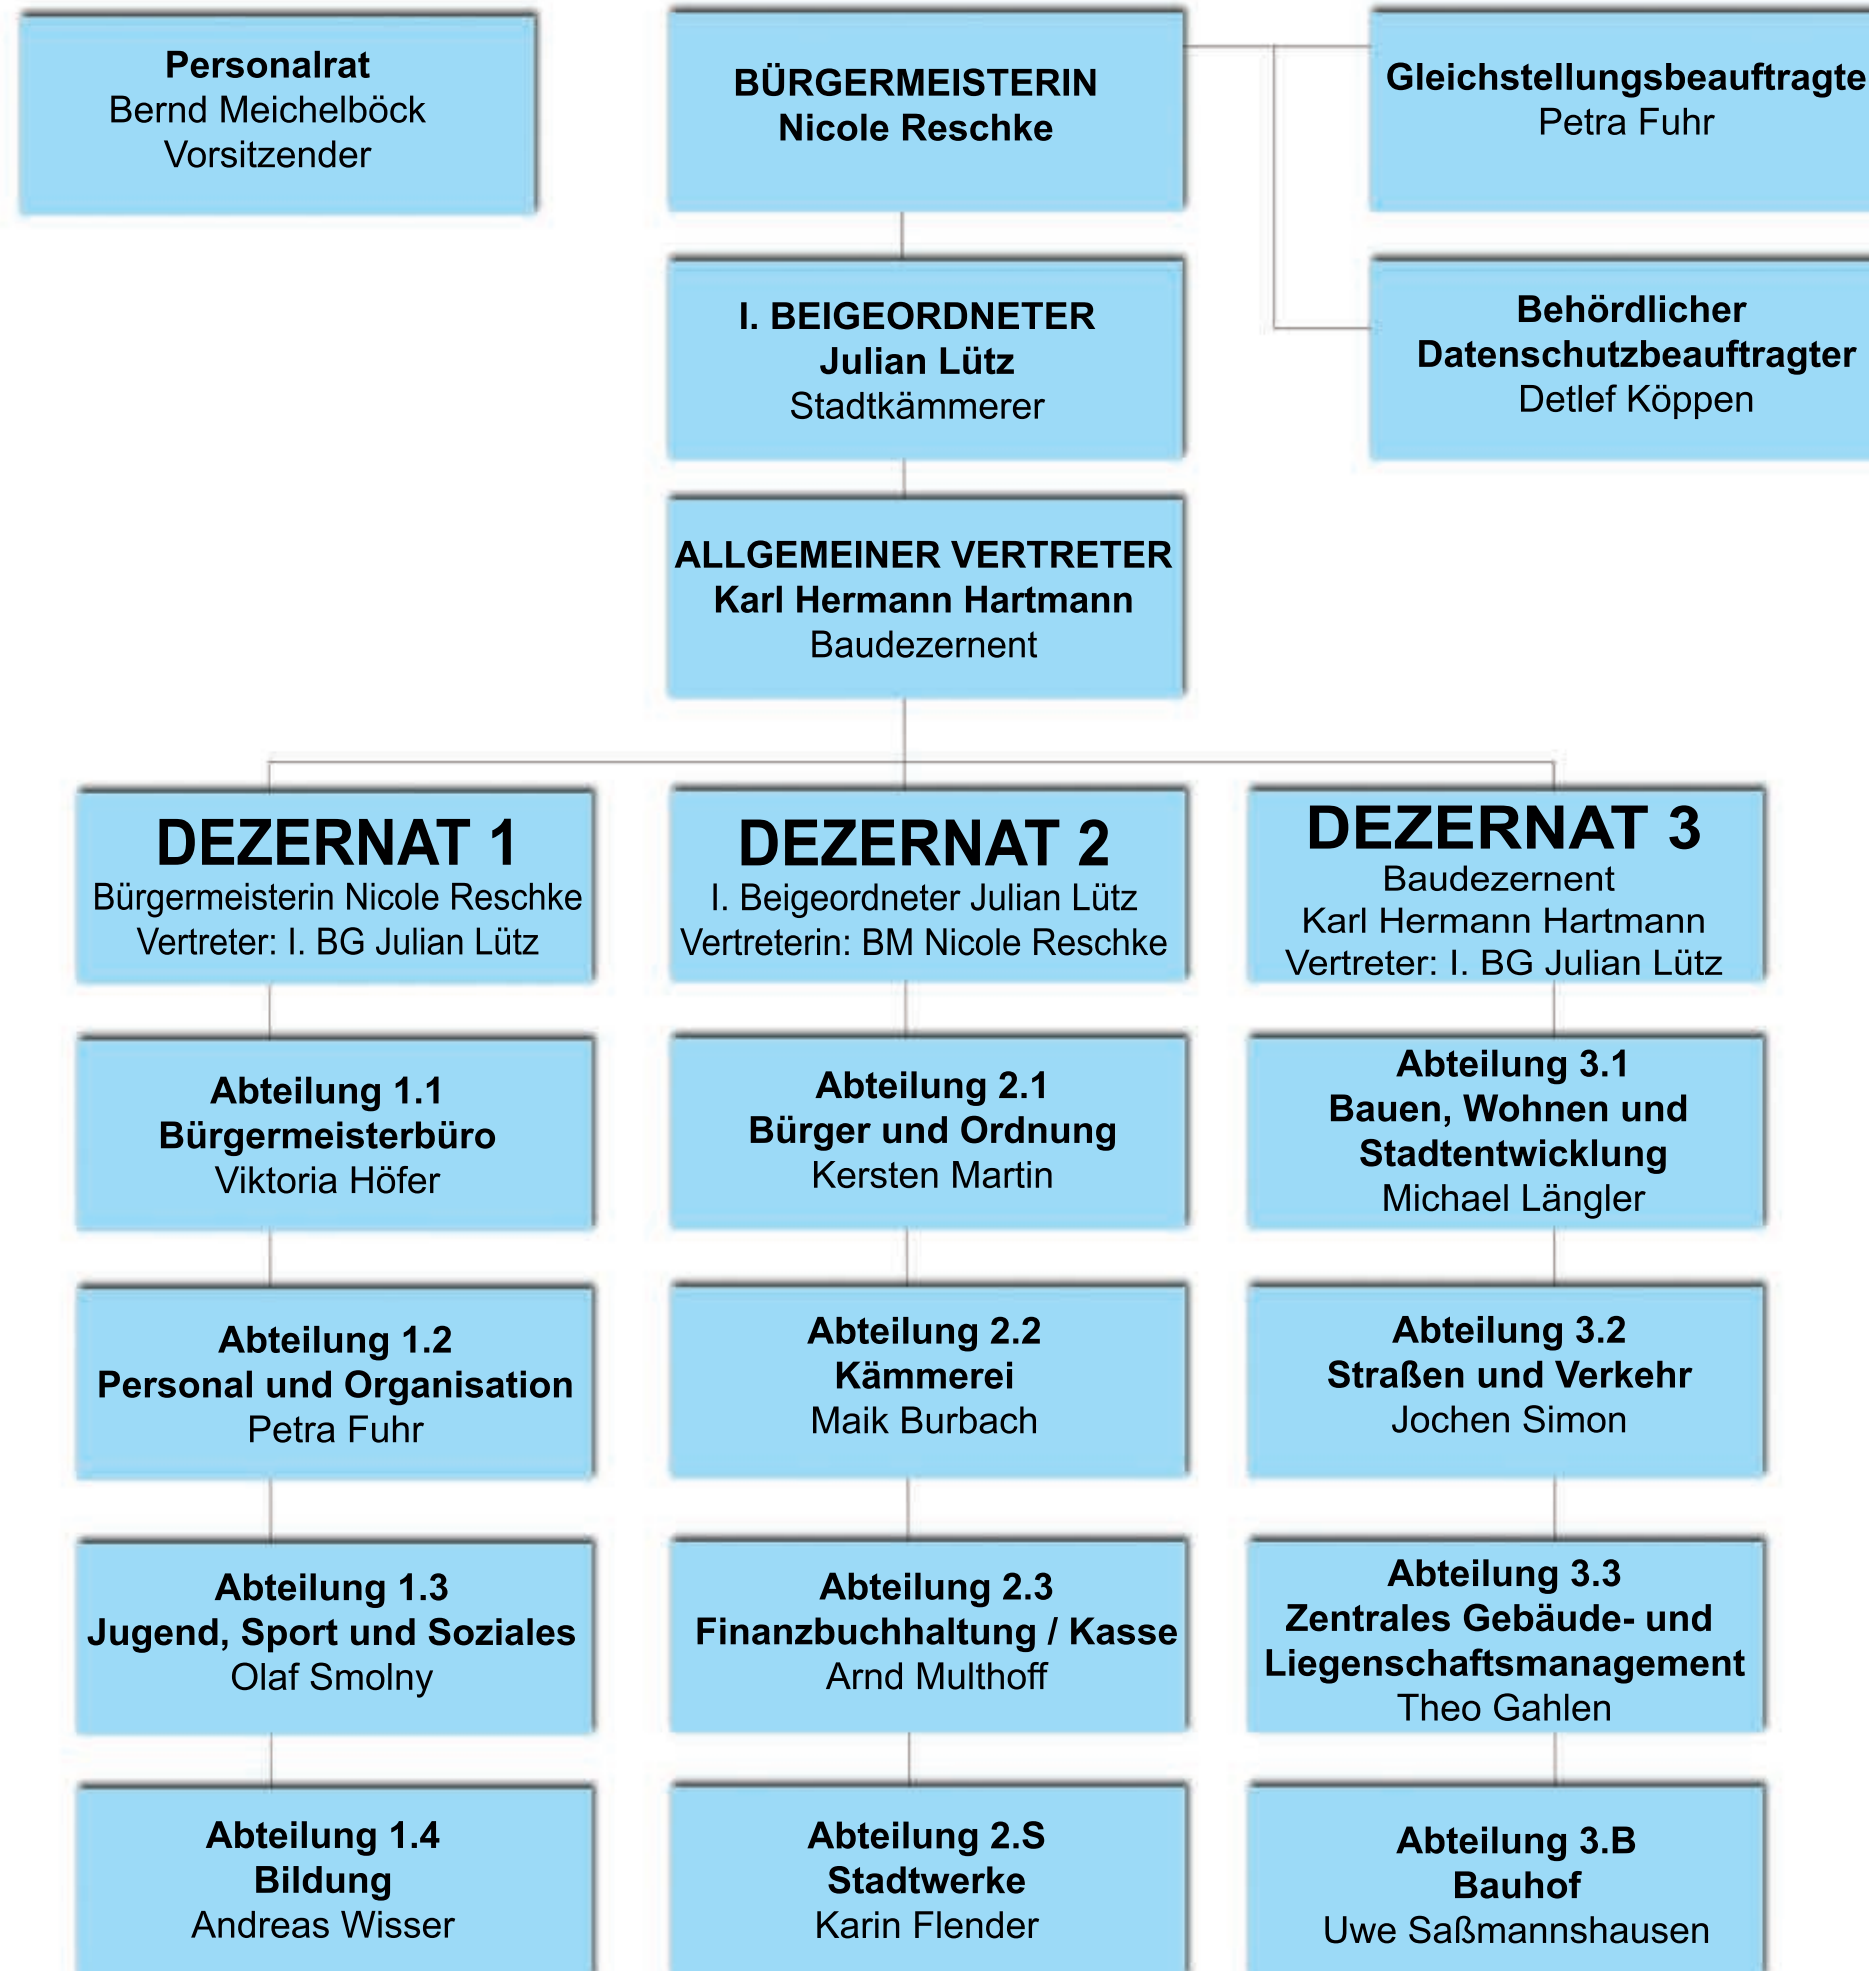 Personalrat
Bernd Meichelböck
Vorsitzender
BÜRGERMEISTERIN
Nicole Reschke
Gleichstellungsbeauftragte
Petra Fuhr
I. BEIGEORDNETER
Julian Lütz
Stadtkämmerer
Behördlicher
Datenschutzbeauftragter
Detlef Köppen
ALLGEMEINER VERTRETER
Karl Hermann Hartmann
Baudezernent
DEZERNAT 1
Bürgermeisterin Nicole Reschke
Vertreter: I. BG Julian Lütz
DEZERNAT 2
I. Beigeordneter Julian Lütz
Vertreterin: BM Nicole Reschke
DEZERNAT 3
Baudezernent
Karl Hermann Hartmann
Vertreter: I. BG Julian Lütz
Abteilung 1.1
Bürgermeisterbüro
Viktoria Höfer
Abteilung 2.1
Bürger und Ordnung
Kersten Martin
Abteilung 3.1
Bauen, Wohnen und
Stadtentwicklung
Michael Längler
Abteilung 1.2
Personal und Organisation
Petra Fuhr
Abteilung 2.2
Kämmerei
Maik Burbach
Abteilung 3.2
Straßen und Verkehr
Jochen Simon
Abteilung 1.3
Jugend, Sport und Soziales
Olaf Smolny
Abteilung 2.3
Finanzbuchhaltung / Kasse
Arnd Multhoff
Abteilung 3.3
Zentrales Gebäude- und
Liegenschaftsmanagement
Theo Gahlen
Abteilung 1.4
Bildung
Andreas Wisser
Abteilung 2.S
Stadtwerke
Karin Flender
Abteilung 3.B
Bauhof
Uwe Saßmannshausen